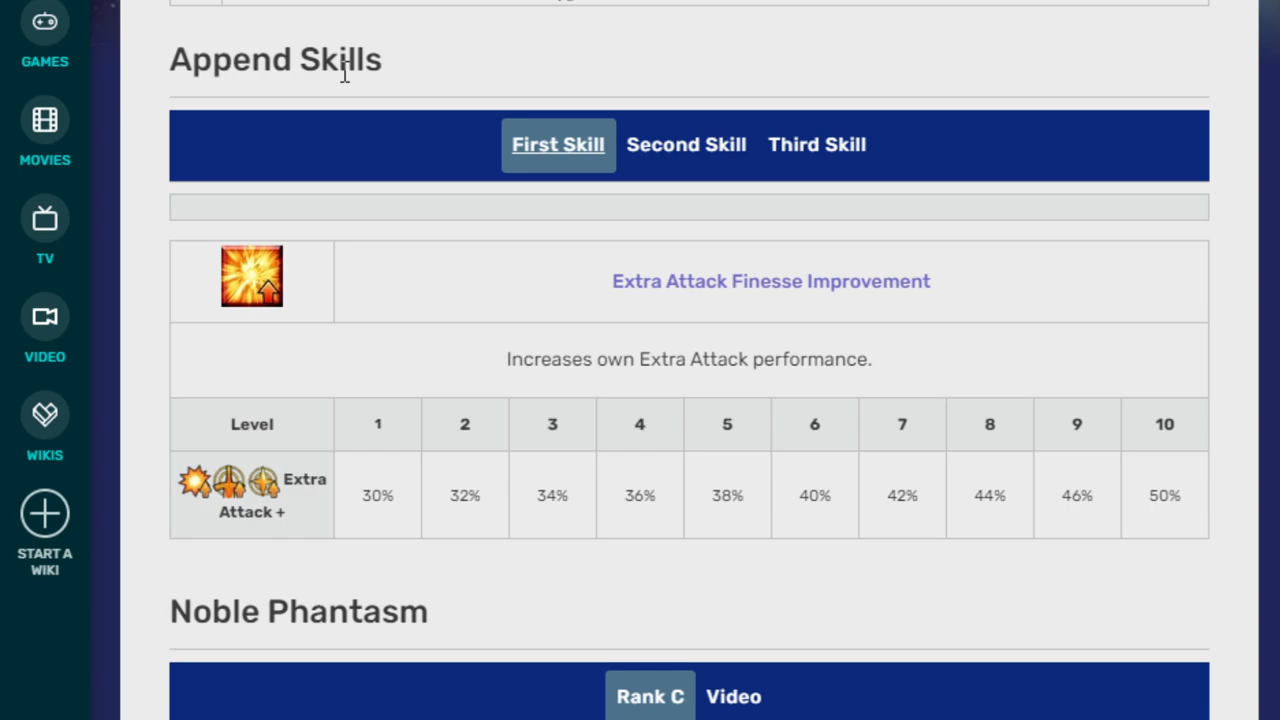 GAMES
MOVIES
TV
VIDEO
WIKIS
START A
WIKI
Append Skills
First Skill Second Skill Third Skill
Extra Attack Finesse Improvement
Increases own Extra Attack performance.
Level 1 2 3 4 5 6 7 8 9 10
Extra
Attack + 30% 32% 34% 36% 38% 40% 42% 44% 46% 50%
Noble Phantasm
Rank C Video